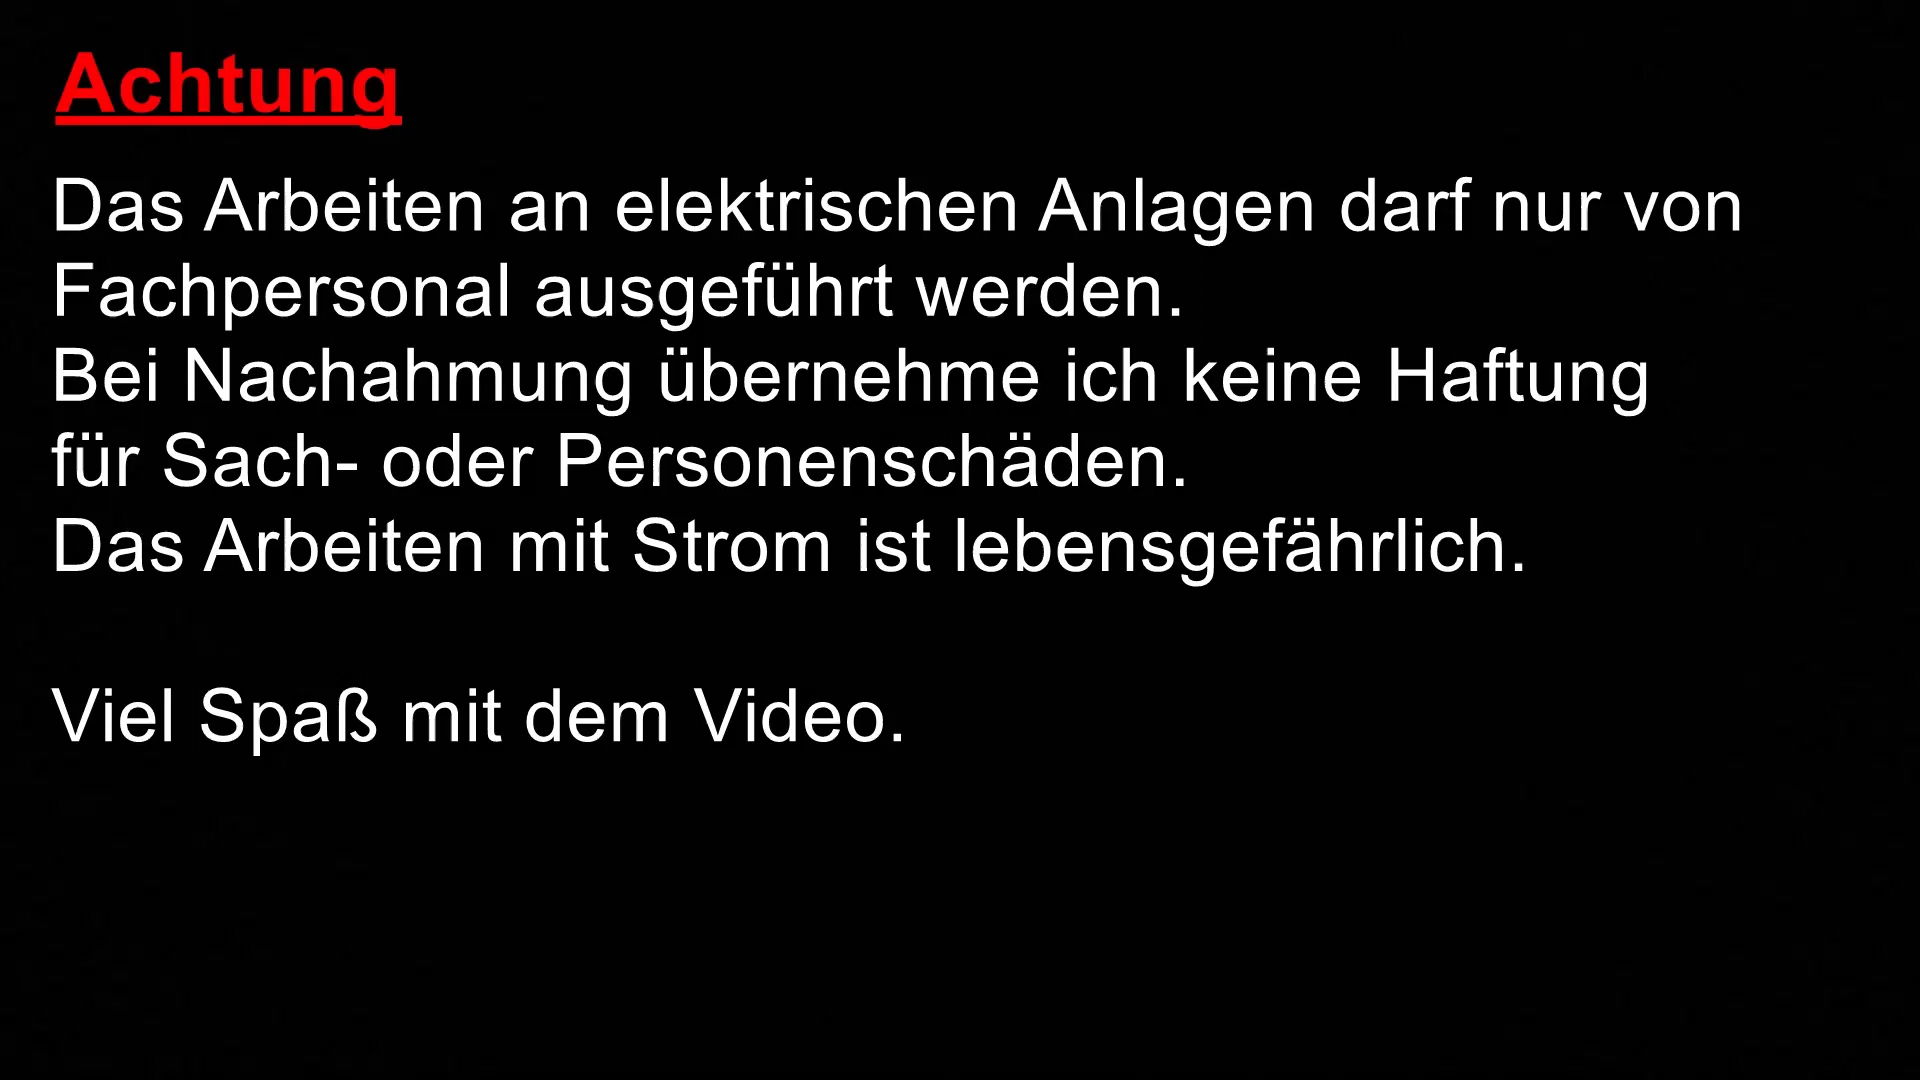 Achtung
Das Arbeiten an elektrischen Anlagen darf nur von
Fachpersonal ausgeführt werden.
Bei Nachahmung übernehme ich keine Haftung
für Sach- oder Personenschäden.
Das Arbeiten mit Strom ist lebensgefährlich.
Viel Spaß mit dem Video.